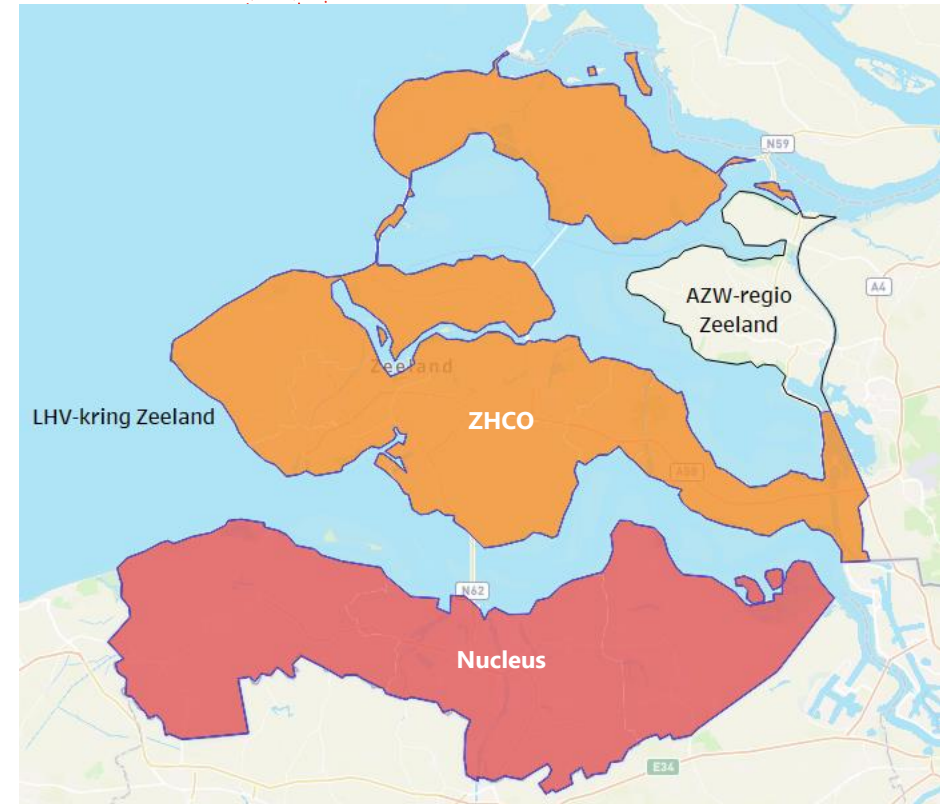 N59
A4
AZW-regio
Zeeland
Zeeland
LHV-kring Zeeland
ZHCO
A58
N62
Nucleus
E34